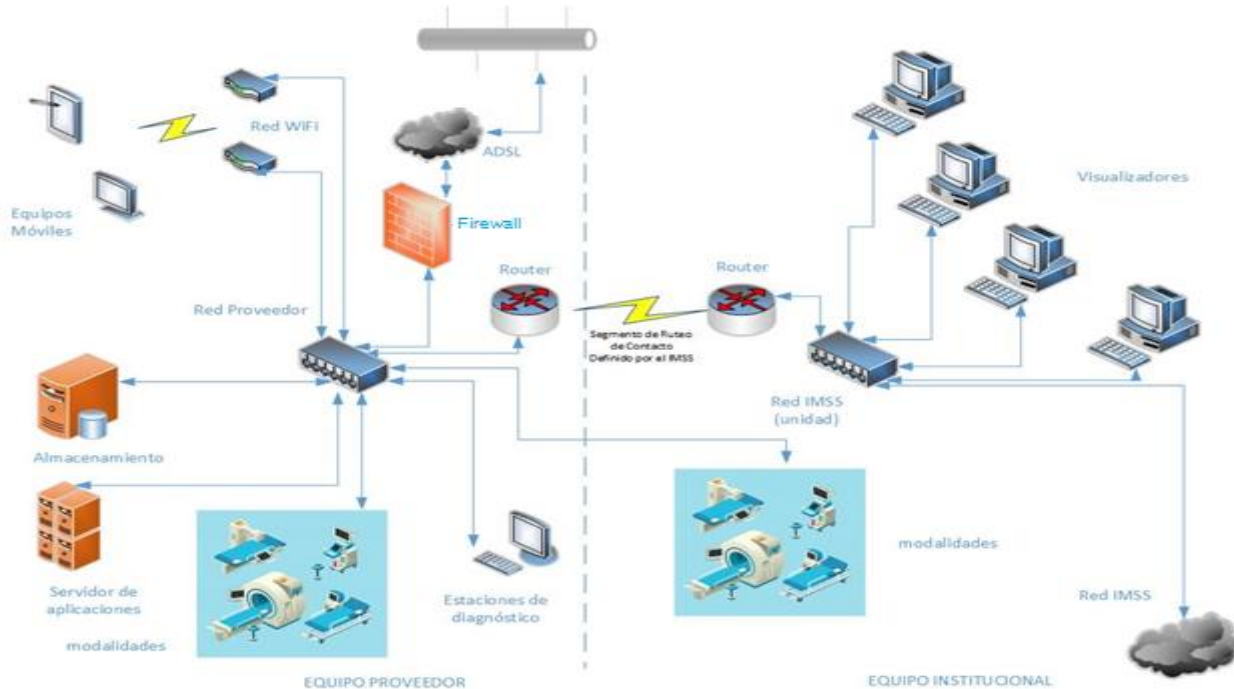 Red WIFI
ADSL
Equipos
Móviles
Firewall
Visualizadores
Router
Router
Red Proveedor
Segmento de Ruteo
de Contacto
Definido por el IMSS
Red IMSS
(unidad)
Almacenamiento
modalidades
Servidor de
aplicaciones
Estaciones de
diagnóstico
Red IMSS
modalidades
EQUIPO PROVEEDOR
EQUIPO INSTITUCIONAL